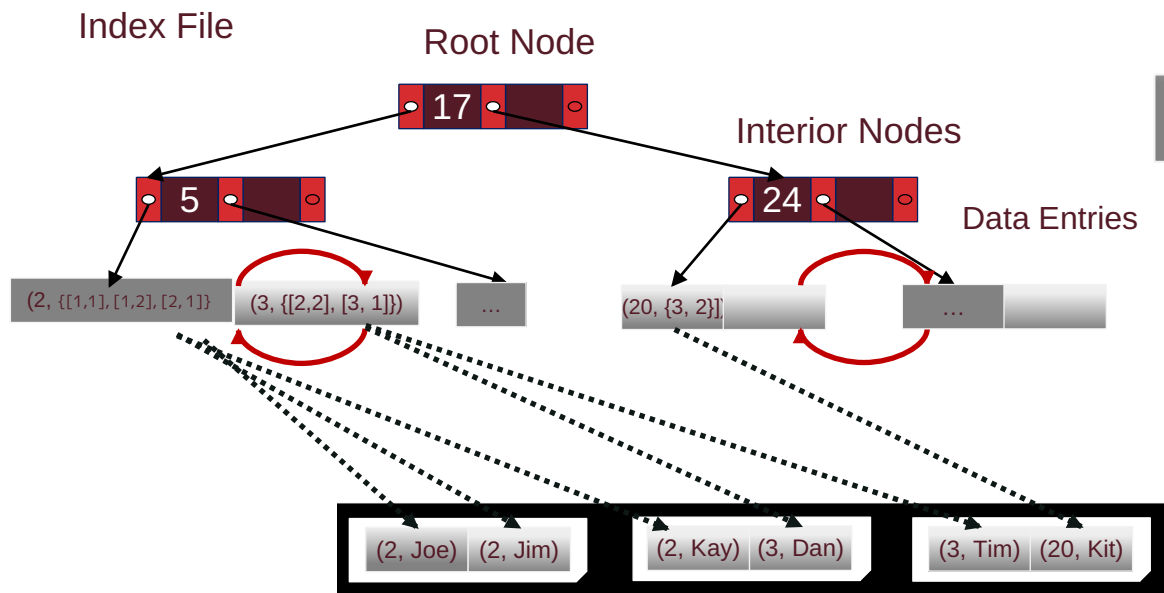 Index File
Root Node
17
Interior Nodes
5
24
Data Entries
(2, {[1,1],[1,2],[2, 1]}
(3, {[2,2], [3, 1]})
...
(20, {3, 2}])
...
(2, Joe)
(2, Jim)
(2, Kay)
(3, Dan)
(3, Tim)
(20, Kit)